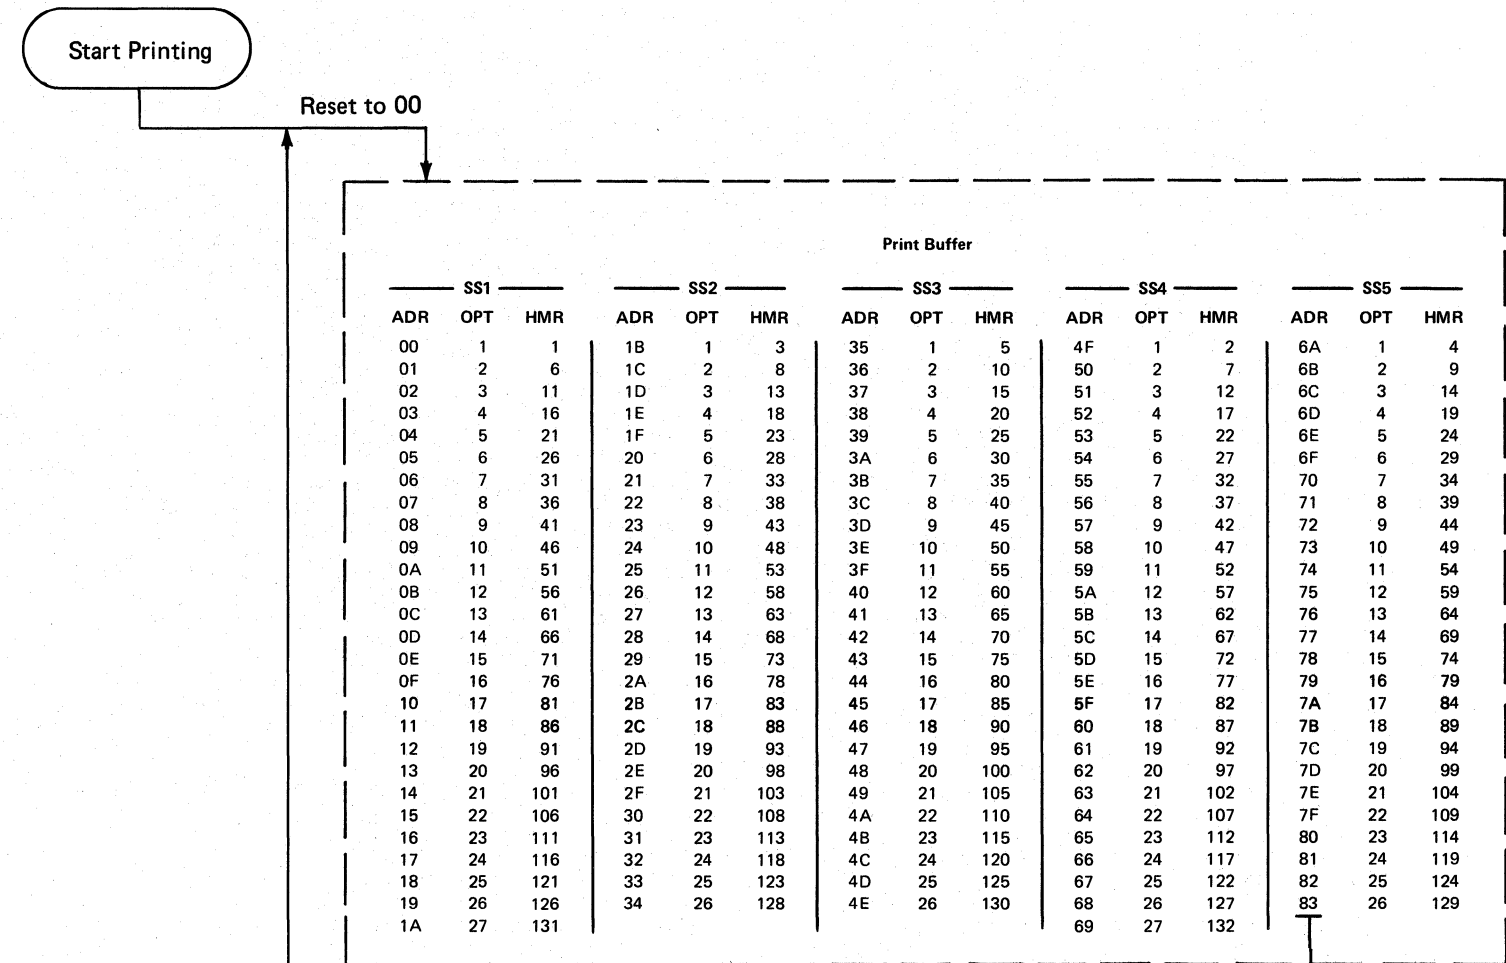 Start Printing
Reset to 00
Print Buffer
SS1 SS2 SS3 SS4 SS5
ADR OPT HMR ADR OPT HMR ADR OPT HMR ADR OPT HMR ADR OPT HMR
00 1 1 1B 1 3 35 1 5 4F 1 2 6A 1 4
01 2 6 1C 2 8 36 2 10 50 2 7 6B 2 9
02 3 11 1D 3 13 37 3 15 51 3 12 6C 3 14
03 4 16 1E 4 18 38 4 20 52 4 17 6D 4 19
04 5 21 1F 5 23 39 5 25 53 5 22 6E 5 24
05 6 26 20 6 28 3A 6 30 54 6 27 6F 6 29
06 7 31 21 7 33 3B 7 35 55 7 32 70 7 34
07 8 36 22 8 38 3C 8 40 56 8 37 71 8 39
08 9 41 23 9 43 3D 9 45 57 9 42 72 9 44
09 10 46 24 10 48 3E 10 50 58 10 47 73 10 49
0A 11 51 25 11 53 3F 11 55 59 11 52 74 11 54
0B 12 56 26 12 58 40 12 60 5A 12 57 75 12 59
0C 13 61 27 13 63 41 13 65 5B 13 62 76 13 64
0D 14 66 28 14 68 42 14 70 5C 14 67 77 14 69
0E 15 71 29 15 73 43 15 75 5D 15 72 78 15 74
0F 16 76 2A 16 78 44 16 80 5E 16 77 79 16 79
10 17 81 2B 17 83 45 17 85 5F 17 82 7A 17 84
11 18 86 2C 18 88 46 18 90 60 18 87 7B 18 89
12 19 91 2D 19 93 47 19 95 61 19 92 7C 19 94
13 20 96 2E 20 98 48 20 100 62 20 97 7D 20 99
14 21 101 2F 21 103 49 21 105 63 21 102 7E 21 104
15 22 106 30 22 108 4A 22 110 64 22 107 7F 22 109
16 23 111 31 23 113 4B 23 115 65 23 112 80 23 114
17 24 116 32 24 118 4C 24 120 66 24 117 81 24 119
18 25 121 33 25 123 4D 25 125 67 25 122 82 25 124
19 26 126 34 26 128 4E 26 130 68 26 127 83 26 129
1A 27 131 69 27 132